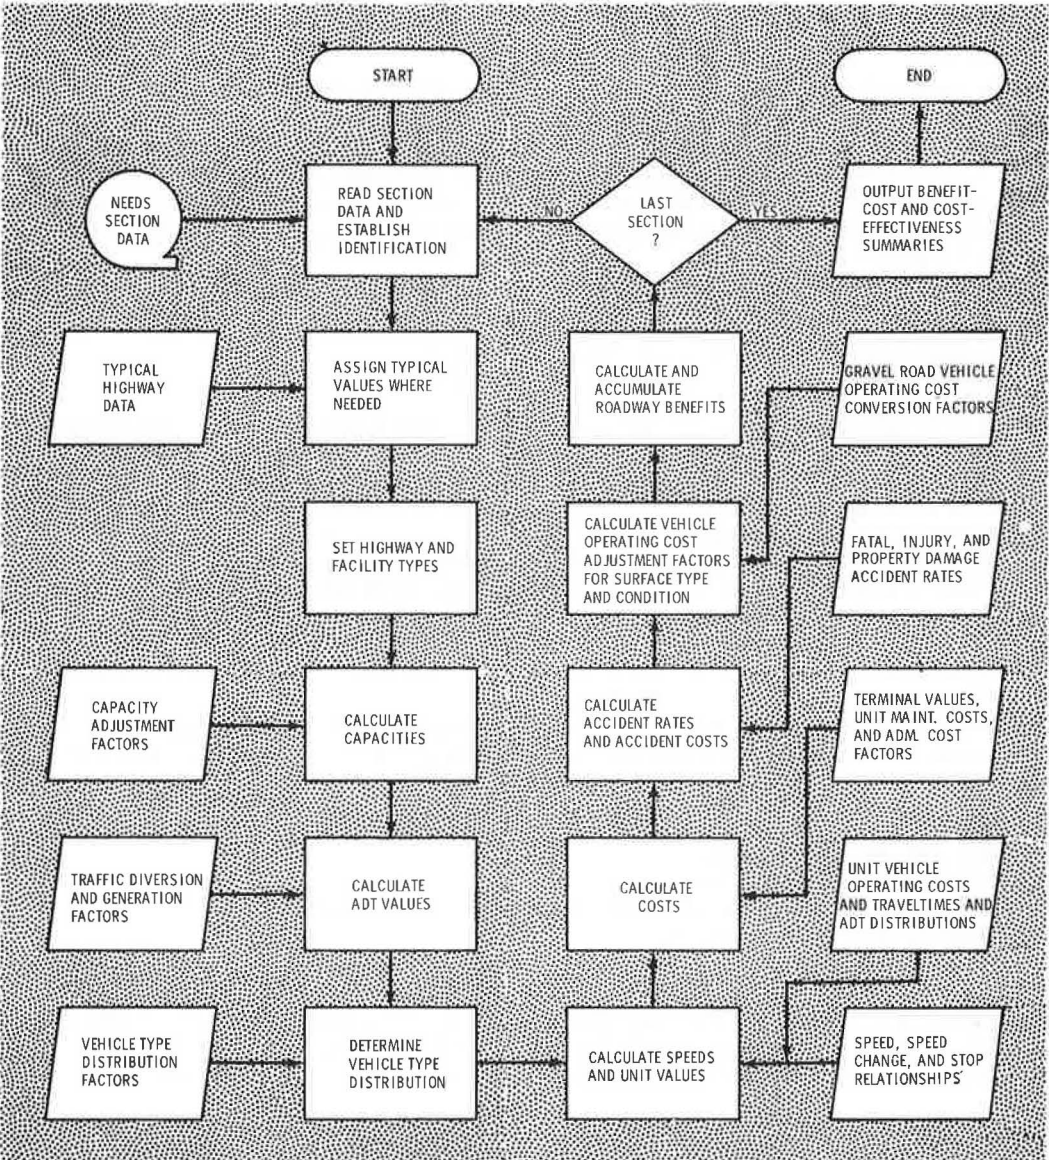 START
END
NEEDS
SECTION
DATA
READ SECTION
DATA AND
ESTABLISH
IDENTIFICATION
NO
LAST
SECTION
?
YES
OUTPUT BENEFIT-
COST AND COST-
EFFECTIVENESS
SUMMARIES
TYPICAL
HIGHWAY
DATA
ASSIGN TYPICAL
VALUES WHERE
NEEDED
CALCULATE AND
ACCUMULATE
ROADWAY BENEFITS
GRAVEL ROAD VEHICLE
OPERATING COST
CONVERSION FACTORS
SET HIGHWAY AND
FACILITY TYPES
CALCULATE VEHICLE
OPERATING COST
ADJUSTMENT FACTORS
FOR SURFACE TYPE
AND CONDITION
FATAL, INJURY, AND
PROPERTY DAMAGE
ACCIDENT RATES
CAPACITY
ADJUSTMENT
FACTORS
CALCULATE
CAPACITIES
CALCULATE
ACCIDENT RATES
AND ACCIDENT COSTS
TERMINAL VALUES,
UNIT MAINT. COSTS,
AND ADM. COST
FACTORS
TRAFFIC DIVERSION
AND GENERATION
FACTORS
CALCULATE
ADT VALUES
CALCULATE
COSTS
UNIT VEHICLE
OPERATING COSTS
AND TRAVELTIMES AND
ADT DISTRIBUTIONS
VEHICLE TYPE
DISTRIBUTION
FACTORS
DETERMINE
VEHICLE TYPE
DISTRIBUTION
CALCULATE SPEEDS
AND UNIT VALUES
SPEED, SPEED
CHANGE, AND STOP
RELATIONSHIPS